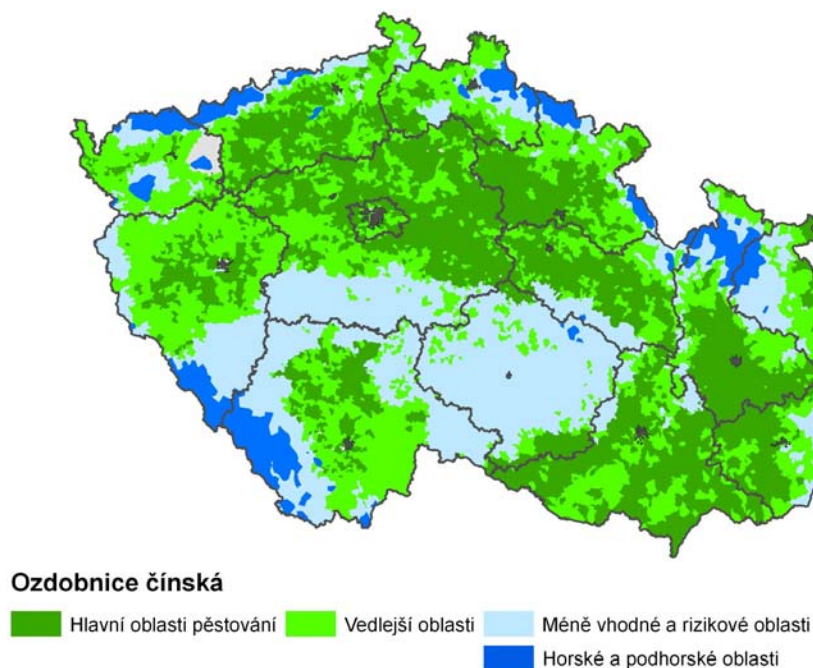 Ozdobnice čínská
Hlavní oblasti pěstování Vedlejší oblasti Méně vhodné a rizikové oblasti
Horské a podhorské oblasti